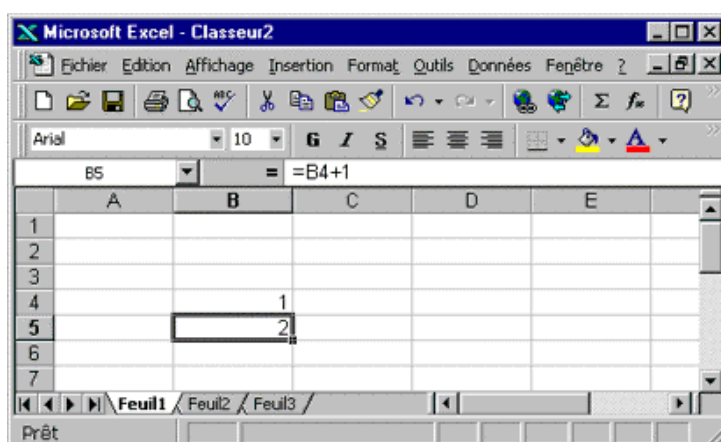 Microsoft Excel - Classeur2
Fichier Edition Affichage Insertion Format Outils Données Fenêtre ?
Arial 10 G I S A
B5 = =B4+1
A B C D E
1
2
3
4 1
5 2
6
7
Feuil1 Feuil2 Feuil3
Prêt